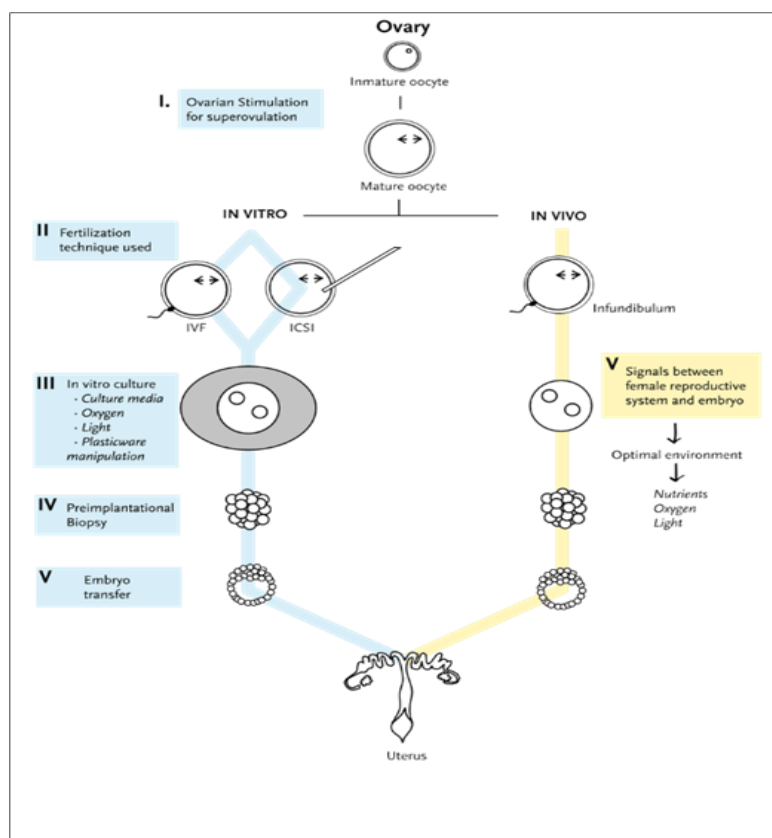 Ovary
Inmature oocyte
I. Ovarian Stimulation
for superovulation
Mature oocyte
IN VITRO
IN VIVO
II Fertilization
technique used
IVF
ICSI
Infundibulum
III In vitro culture
- Culture media
- Oxygen
- Light
- Plasticware
manipulation
V Signals between
female reproductive
system and embryo
Optimal environment
Nutrients
Oxygen
Light
IV Preimplantational
Biopsy
V Embryo
transfer
Uterus